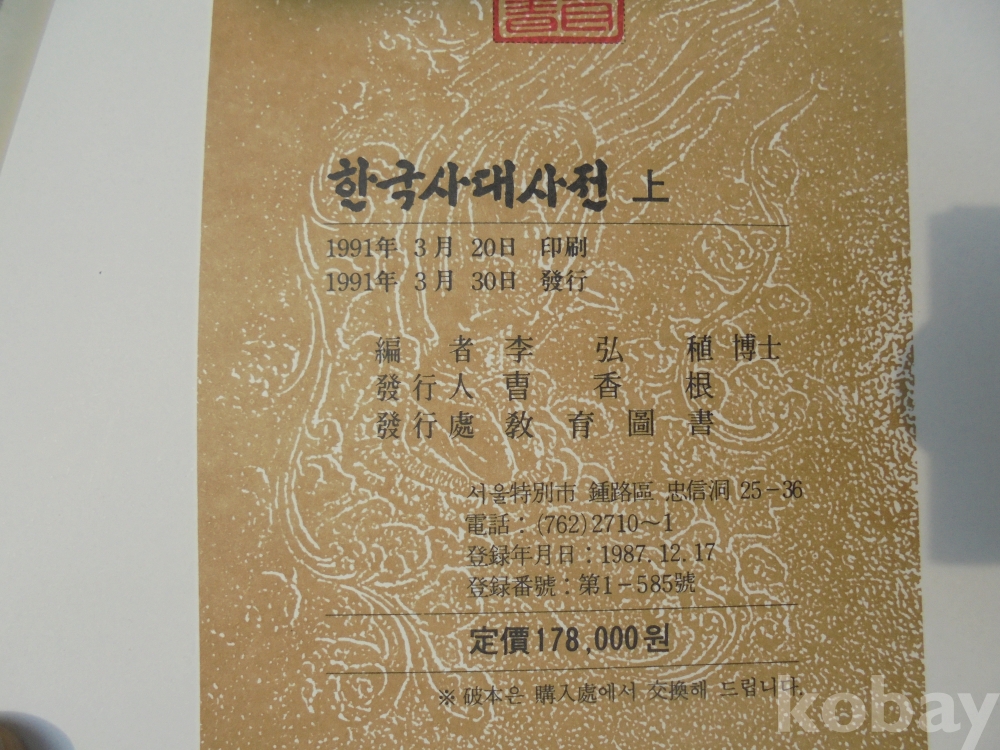 한국사대사전 上
1991年 3月 20日 印刷
1991年 3月 30日 發行
編者 李弘稙 博士
發行人 曺香根
發行處 敎育圖書
서울特別市 鍾路區 忠信洞 25-36
電話 : (762)2710~1
登録年月日 : 1987.12.17
登録番號 : 第1-585號
定價178,000원
※ 破本은 購入處에서 交換해 드립니다.
kobay